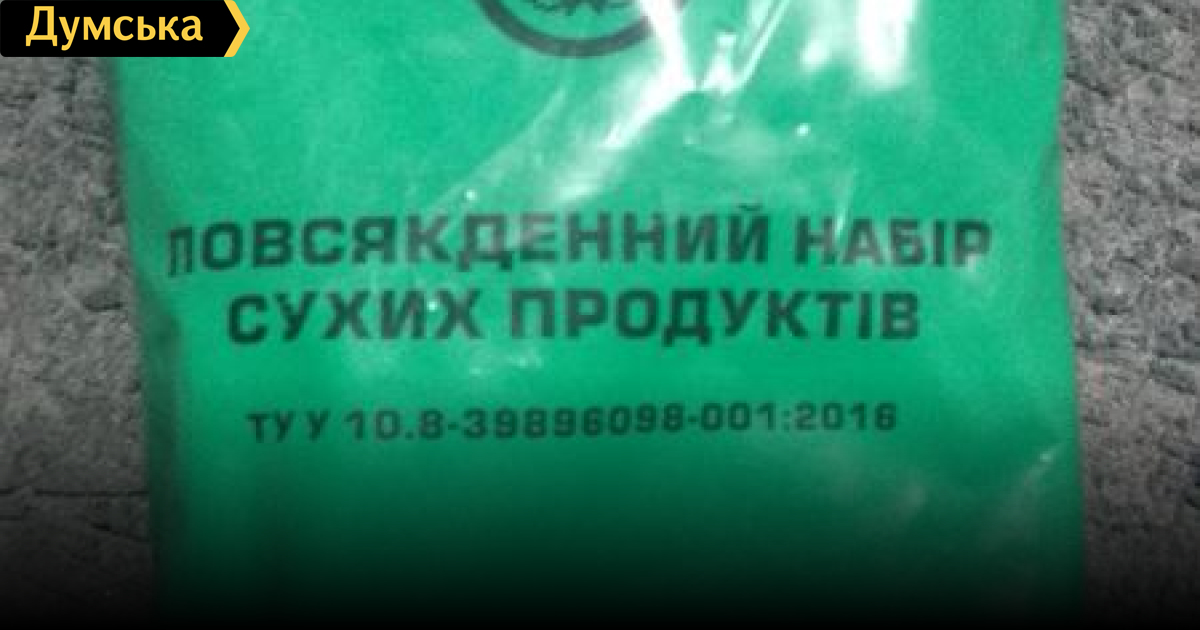 Думська
ПОВСЯКДЕННИЙ НАБІР
СУХИХ ПРОДУКТІВ
ТУ У 10.8-39896098-001:2016